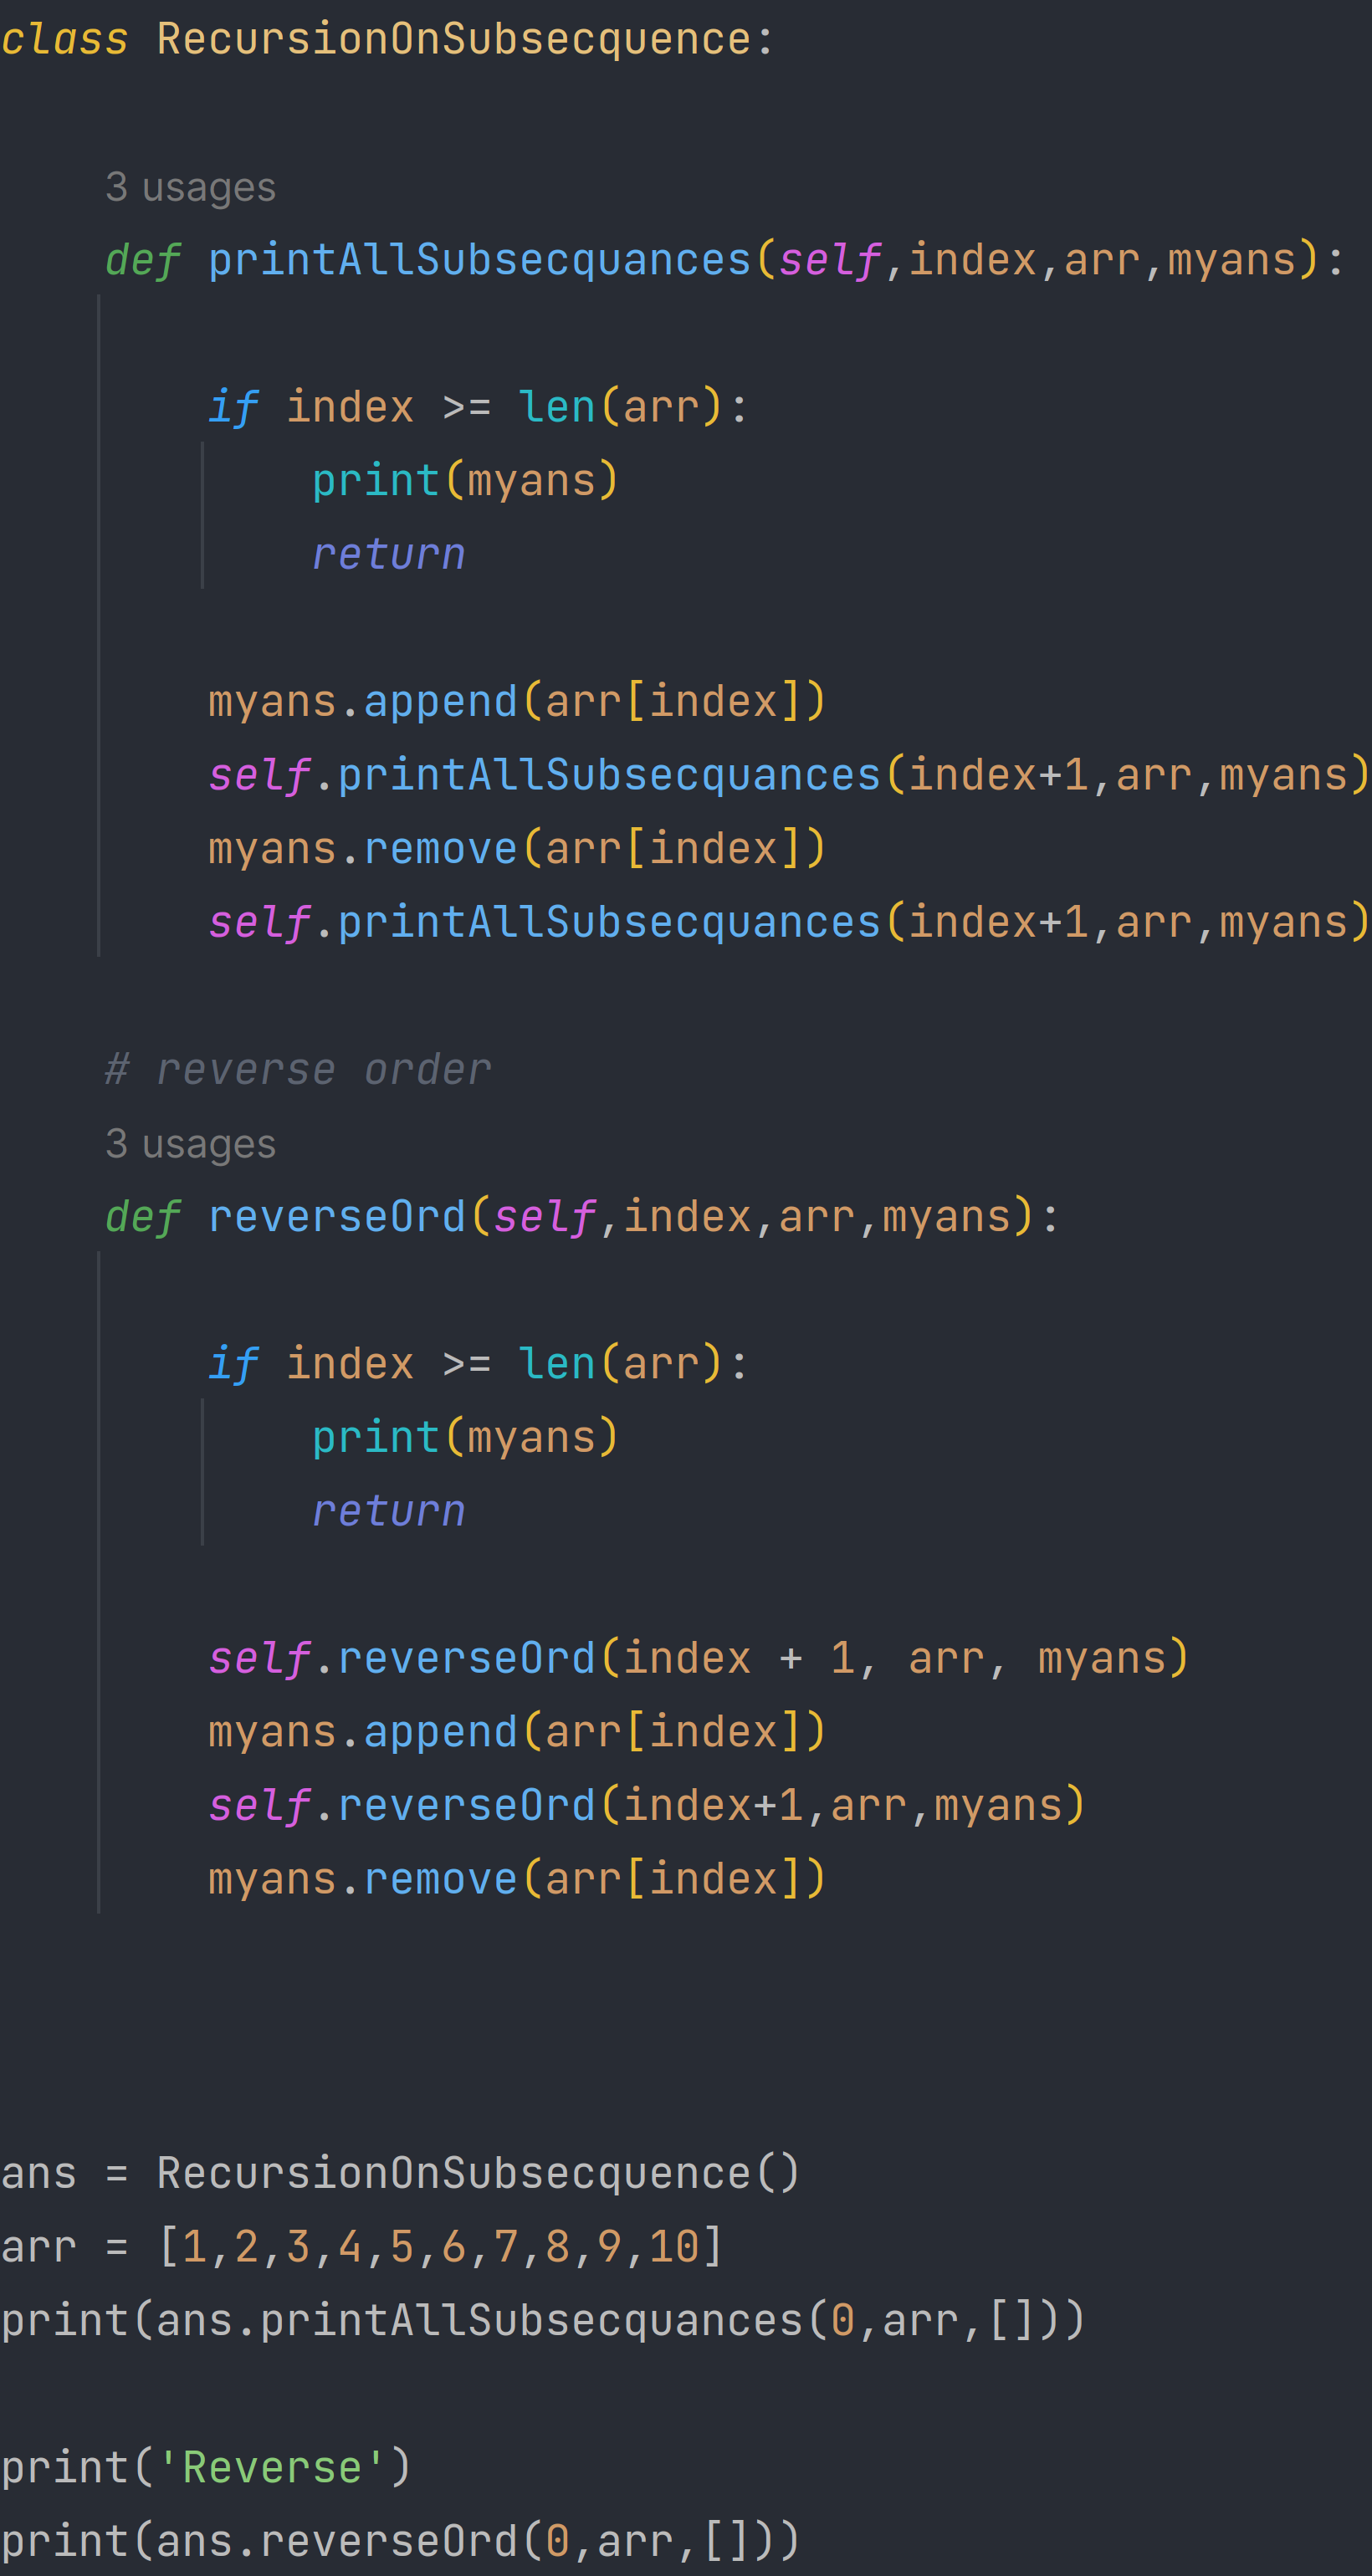 class RecursionOnSubsecquence:
3 usages
def printAllSubsecquances(self,index,arr,myans):
if index >= len(arr):
print(myans)
return
myans.append(arr[index])
self.printAllSubsecquances(index+1,arr,myans)
myans.remove(arr[index])
self.printAllSubsecquances(index+1,arr,myans)
# reverse order
3 usages
def reverseOrd(self,index,arr,myans):
if index >= len(arr):
print(myans)
return
self.reverseOrd(index + 1, arr, myans)
myans.append(arr[index])
self.reverseOrd(index+1,arr,myans)
myans.remove(arr[index])
ans = RecursionOnSubsecquence()
arr = [1,2,3,4,5,6,7,8,9,10]
print(ans.printAllSubsecquances(0,arr,[]))
print('Reverse')
print(ans.reverseOrd(0,arr,[]))